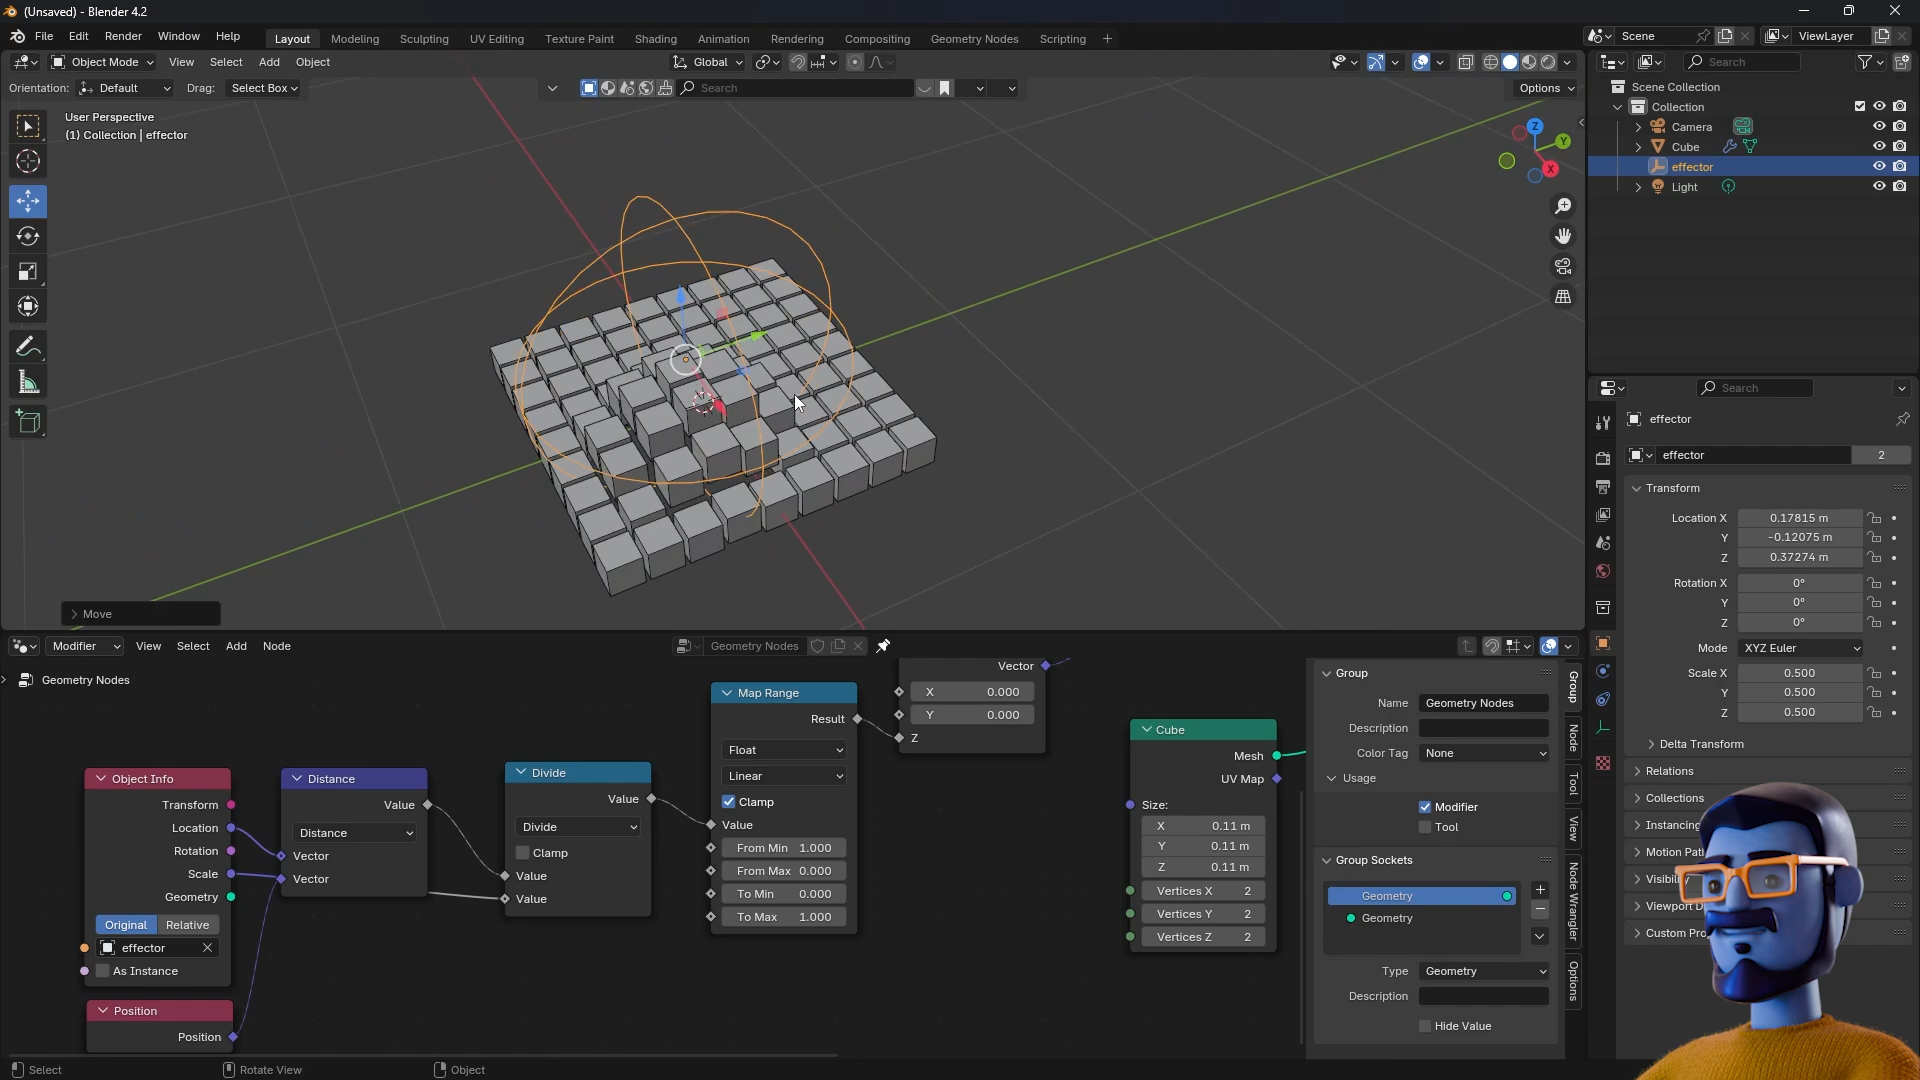 (Unsaved) - Blender 4.2
File Edit Render Window Help
Layout Modeling Sculpting UV Editing Texture Paint Shading Animation Rendering Compositing Geometry Nodes Scripting +
Scene
ViewLayer
Object Mode View Select Add Object
Global
Search
Orientation: Default Drag: Select Box
Search
Options
User Perspective
(1) Collection | effector
Z
Y
X
Move
Scene Collection
Collection
Camera
Cube
effector
Light
Search
effector
effector 2
Transform
Location X 0.17815 m
Y -0.12075 m
Z 0.37274 m
Rotation X 0°
Y 0°
Z 0°
Mode XYZ Euler
Scale X 0.500
Y 0.500
Z 0.500
Delta Transform
Relations
Collections
Instancing
Motion Pat
Visibility
Viewport D
Custom Pro
Modifier View Select Add Node
Geometry Nodes
Geometry Nodes
Object Info
Transform
Location
Rotation
Scale
Geometry
Original Relative
effector
As Instance
Position
Position
Distance
Value
Distance
Vector
Vector
Divide
Value
Divide
Clamp
Value
Value
Map Range
Result
Float
Linear
Clamp
Value
From Min 1.000
From Max 0.000
To Min 0.000
To Max 1.000
Vector
X 0.000
Y 0.000
Z
Cube
Mesh
UV Map
Size:
X 0.11 m
Y 0.11 m
Z 0.11 m
Vertices X 2
Vertices Y 2
Vertices Z 2
Group
Name Geometry Nodes
Description
Color Tag None
Usage
Modifier
Tool
Group Sockets
Geometry
Geometry
Type Geometry
Description
Hide Value
Group
Node
Tool
View
Node Wrangler
Options
Select Rotate View Object